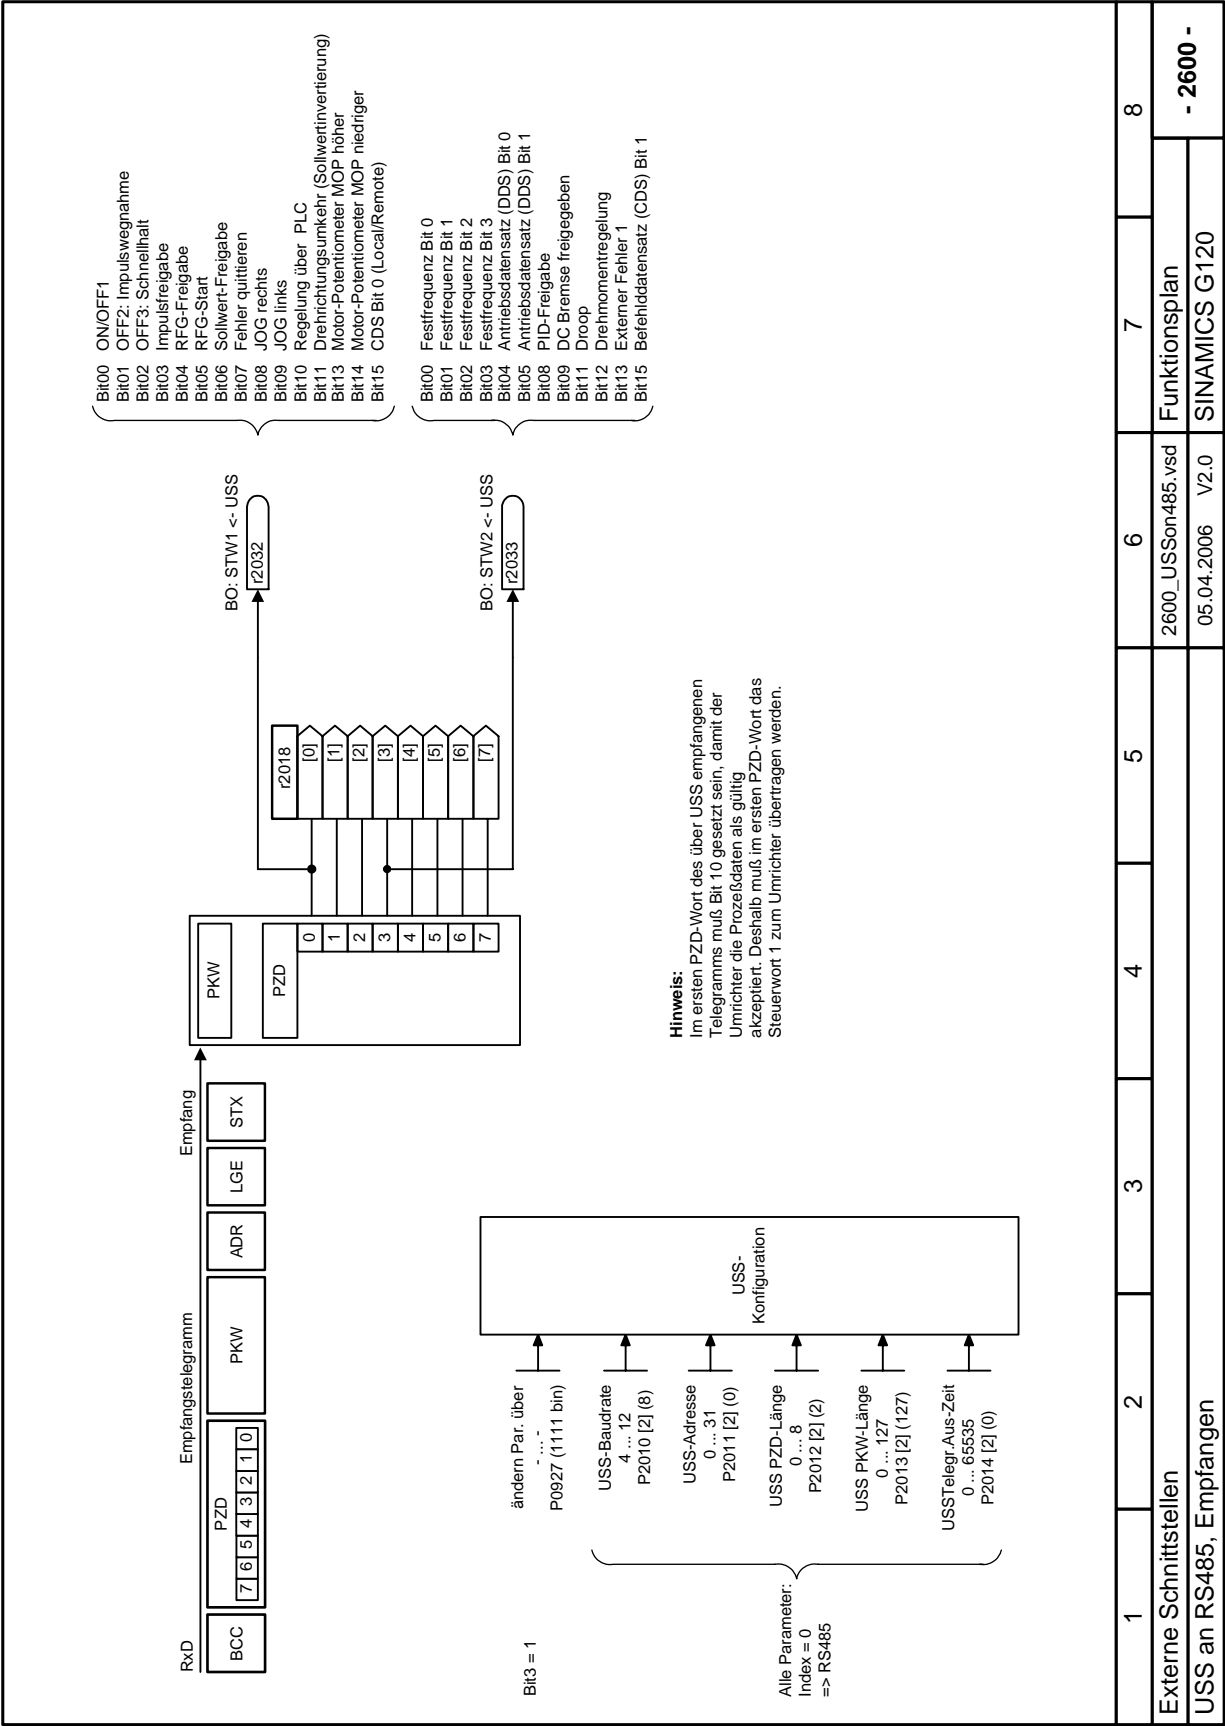 RxD
Empfangstelegramm
Empfang
BCC
PZD
7 6 5 4 3 2 1 0
PKW
ADR
LGE
STX
PKW
PZD
0
1
2
3
4
5
6
7
r2018
[0]
[1]
[2]
[3]
[4]
[5]
[6]
[7]
BO: STW1 <- USS
r2032
BO: STW2 <- USS
r2033
Bit00 ON/OFF1
Bit01 OFF2: Impulswegnahme
Bit02 OFF3: Schnellhalt
Bit03 Impulsfreigabe
Bit04 RFG-Freigabe
Bit05 RFG-Start
Bit06 Sollwert-Freigabe
Bit07 Fehler quittieren
Bit08 JOG rechts
Bit09 JOG links
Bit10 Regelung über PLC
Bit11 Drehrichtungsumkehr (Sollwertinvertierung)
Bit13 Motor-Potentiometer MOP höher
Bit14 Motor-Potentiometer MOP niedriger
Bit15 CDS Bit 0 (Local/Remote)
Bit00 Festfrequenz Bit 0
Bit01 Festfrequenz Bit 1
Bit02 Festfrequenz Bit 2
Bit03 Festfrequenz Bit 3
Bit04 Antriebsdatensatz (DDS) Bit 0
Bit05 Antriebsdatensatz (DDS) Bit 1
Bit08 PID-Freigabe
Bit09 DC Bremse freigegeben
Bit11 Droop
Bit12 Drehmomentregelung
Bit13 Externer Fehler 1
Bit15 Befehlddatensatz (CDS) Bit 1
Bit3 = 1
ändern Par. über
- ... -
P0927 (1111 bin)
Alle Parameter:
Index = 0
=> RS485
USS-Baudrate
4 ... 12
P2010 [2] (8)
USS-Adresse
0 ... 31
P2011 [2] (0)
USS PZD-Länge
0 ... 8
P2012 [2] (2)
USS PKW-Länge
0 ... 127
P2013 [2] (127)
USSTelegr.Aus-Zeit
0 ... 65535
P2014 [2] (0)
USS-
Konfiguration
Hinweis:
Im ersten PZD-Wort des über USS empfangenen
Telegramms muß Bit 10 gesetzt sein, damit der
Umrichter die Prozeßdaten als gültig
akzeptiert. Deshalb muß im ersten PZD-Wort das
Steuerwort 1 zum Umrichter übertragen werden.
1 2 3 4 5 6 7 8
Externe Schnittstellen
2600_USSon485.vsd
Funktionsplan
- 2600 -
USS an RS485, Empfangen
05.04.2006 V2.0
SINAMICS G120